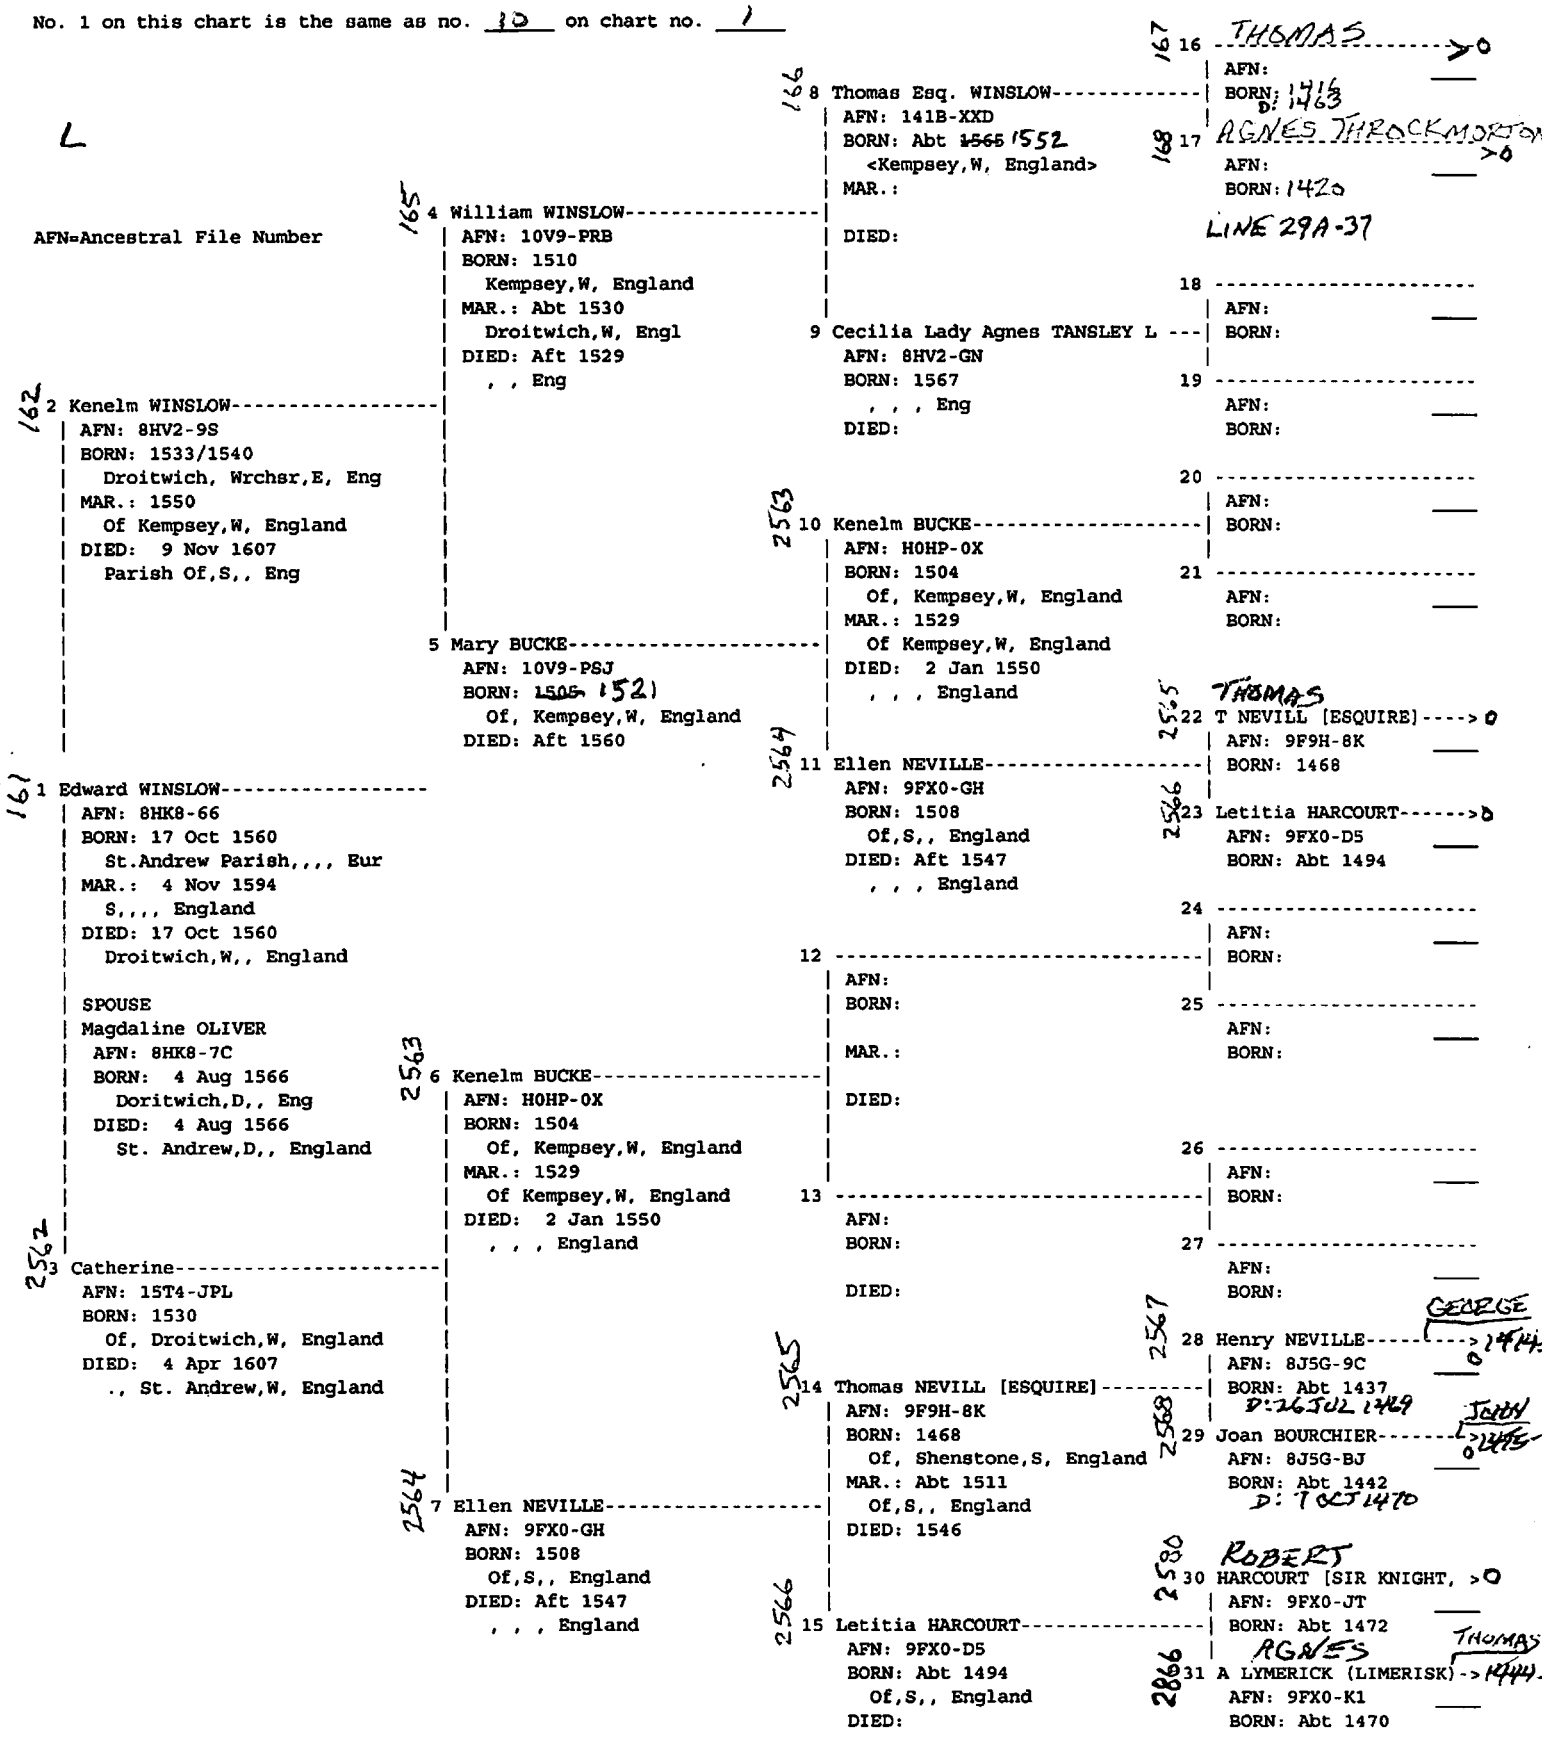 No. 1 on this chart is the same as no. 10 on chart no. 1
L
AFN=Ancestral File Number
162
2 Kenelm WINSLOW
AFN: 8HV2-9S
BORN: 1533/1540
Droitwich, Wrchsr,E, Eng
MAR.: 1550
Of Kempsey,W, England
DIED: 9 Nov 1607
Parish Of,S,, Eng
161
1 Edward WINSLOW
AFN: 8HK8-66
BORN: 17 Oct 1560
St.Andrew Parish,,,, Eur
MAR.: 4 Nov 1594
S,,,, England
DIED: 17 Oct 1560
Droitwich,W,, England
SPOUSE
Magdaline OLIVER
AFN: 8HK8-7C
BORN: 4 Aug 1566
Doritwich,D,, Eng
DIED: 4 Aug 1566
St. Andrew,D,, England
2562
3 Catherine
AFN: 15T4-JPL
BORN: 1530
Of, Droitwich,W, England
DIED: 4 Apr 1607
., St. Andrew,W, England
165
4 William WINSLOW
AFN: 10V9-PRB
BORN: 1510
Kempsey,W, England
MAR.: Abt 1530
Droitwich,W, Engl
DIED: Aft 1529
, , Eng
5 Mary BUCKE
AFN: 10V9-PSJ
BORN: 1505 1521
Of, Kempsey,W, England
DIED: Aft 1560
2563
6 Kenelm BUCKE
AFN: H0HP-0X
BORN: 1504
Of, Kempsey,W, England
MAR.: 1529
Of Kempsey,W, England
DIED: 2 Jan 1550
, , , England
2564
7 Ellen NEVILLE
AFN: 9FX0-GH
BORN: 1508
Of,S,, England
DIED: Aft 1547
, , , England
166
8 Thomas Esq. WINSLOW
AFN: 141B-XXD
BORN: Abt 1565 1552
<Kempsey,W, England>
MAR.:
DIED:
9 Cecilia Lady Agnes TANSLEY L
AFN: 8HV2-GN
BORN: 1567
, , , Eng
DIED:
2563
10 Kenelm BUCKE
AFN: H0HP-0X
BORN: 1504
Of, Kempsey,W, England
MAR.: 1529
Of Kempsey,W, England
DIED: 2 Jan 1550
, , , England
2564
11 Ellen NEVILLE
AFN: 9FX0-GH
BORN: 1508
Of,S,, England
DIED: Aft 1547
, , , England
12
AFN:
BORN:
MAR.:
DIED:
13
AFN:
BORN:
DIED:
2565
14 Thomas NEVILL [ESQUIRE]
AFN: 9F9H-8K
BORN: 1468
Of, Shenstone,S, England
MAR.: Abt 1511
Of,S,, England
DIED: 1546
2566
15 Letitia HARCOURT
AFN: 9FX0-D5
BORN: Abt 1494
Of,S,, England
DIED:
167
16 THOMAS > 0
AFN:
BORN: 1416
D: 1463
168
17 AGNES THROCKMORTON
>0
AFN:
BORN: 1420
LINE 29A-37
18
AFN:
BORN:
19
AFN:
BORN:
20
AFN:
BORN:
21
AFN:
BORN:
2565
THOMAS
22 T NEVILL [ESQUIRE]----> 0
AFN: 9F9H-8K
BORN: 1468
2566
23 Letitia HARCOURT------>0
AFN: 9FX0-D5
BORN: Abt 1494
24
AFN:
BORN:
25
AFN:
BORN:
26
AFN:
BORN:
27
AFN:
BORN:
2567
GEORGE
28 Henry NEVILLE > 1414
0
AFN: 8J5G-9C
BORN: Abt 1437
D: 26 JUL 1469
2568
JOHN
29 Joan BOURCHIER >
0
AFN: 8J5G-BJ
BORN: Abt 1442
D: 7 OCT 1470
2580
ROBERT
30 HARCOURT [SIR KNIGHT, >0
AFN: 9FX0-JT
BORN: Abt 1472
2866
AGNES
THOMAS
31 A LYMERICK (LIMERISK)-> 1444
AFN: 9FX0-K1
BORN: Abt 1470